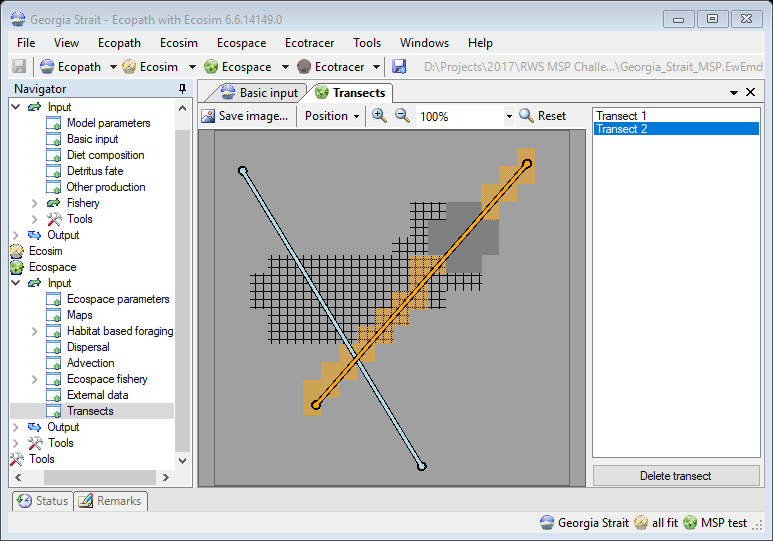 Georgia Strait - Ecopath with Ecosim 6.6.14149.0
File View Ecopath Ecosim Ecospace Ecotracer Tools Windows Help
Ecopath Ecosim Ecospace Ecotracer D:\Projects\2017\RWS MSP Challe...\Georgia_Strait_MSP.EwEmd
Navigator
Input
Model parameters
Basic input
Diet composition
Detritus fate
Other production
Fishery
Tools
Output
Ecosim
Ecospace
Input
Ecospace parameters
Maps
Habitat based foraging
Dispersal
Advection
Ecospace fishery
External data
Transects
Output
Tools
Tools
Basic input Transects
Save image... Position 100% Reset
Transect 1
Transect 2
Delete transect
Status Remarks
Georgia Strait all fit MSP test